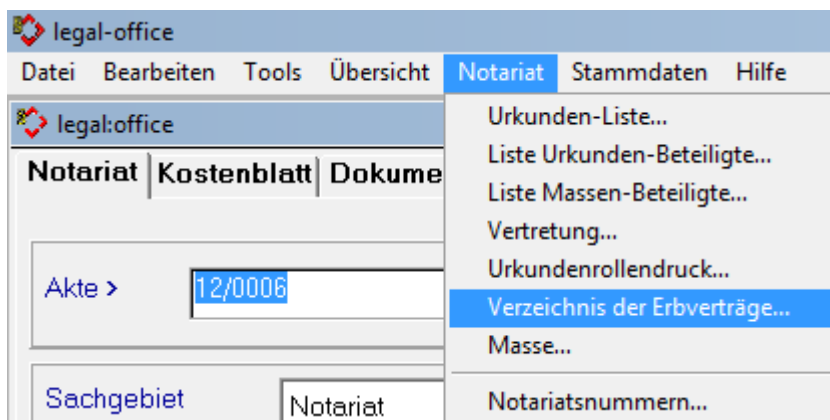 legal-office
Datei Bearbeiten Tools Übersicht Notariat Stammdaten Hilfe
legal:office
Notariat Kostenblatt Dokume
Akte > 12/0006
Sachgebiet Notariat
Urkunden-Liste...
Liste Urkunden-Beteiligte...
Liste Massen-Beteiligte...
Vertretung...
Urkundenrollendruck...
Verzeichnis der Erbverträge...
Masse...
Notariatsnummern...